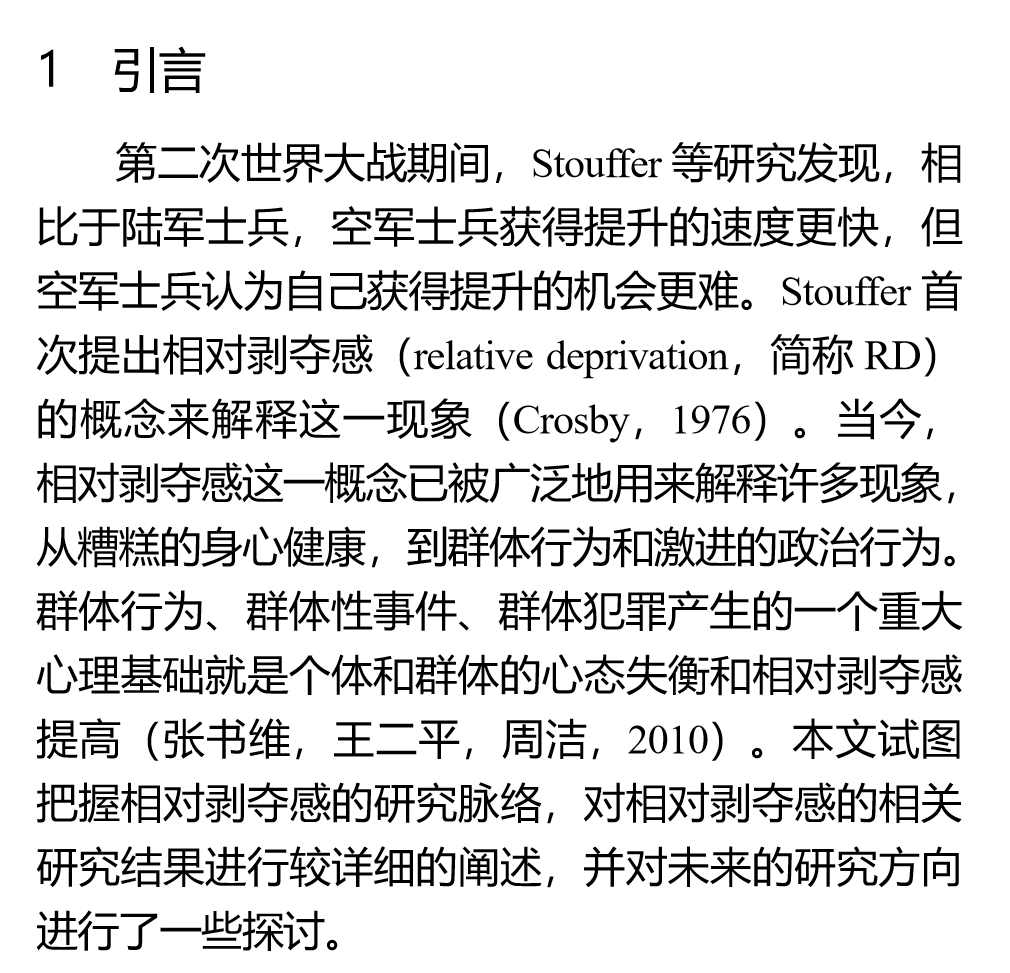 1 引言
第二次世界大战期间，Stouffer 等研究发现，相
比于陆军士兵，空军士兵获得提升的速度更快，但
空军士兵认为自己获得提升的机会更难。Stouffer 首
次提出相对剥夺感（relative deprivation，简称 RD）
的概念来解释这一现象（Crosby，1976）。当今，
相对剥夺感这一概念已被广泛地用来解释许多现象，
从糟糕的身心健康，到群体行为和激进的政治行为。
群体行为、群体性事件、群体犯罪产生的一个重大
心理基础就是个体和群体的心态失衡和相对剥夺感
提高（张书维，王二平，周洁，2010）。本文试图
把握相对剥夺感的研究脉络，对相对剥夺感的相关
研究结果进行较详细的阐述，并对未来的研究方向
进行了一些探讨。